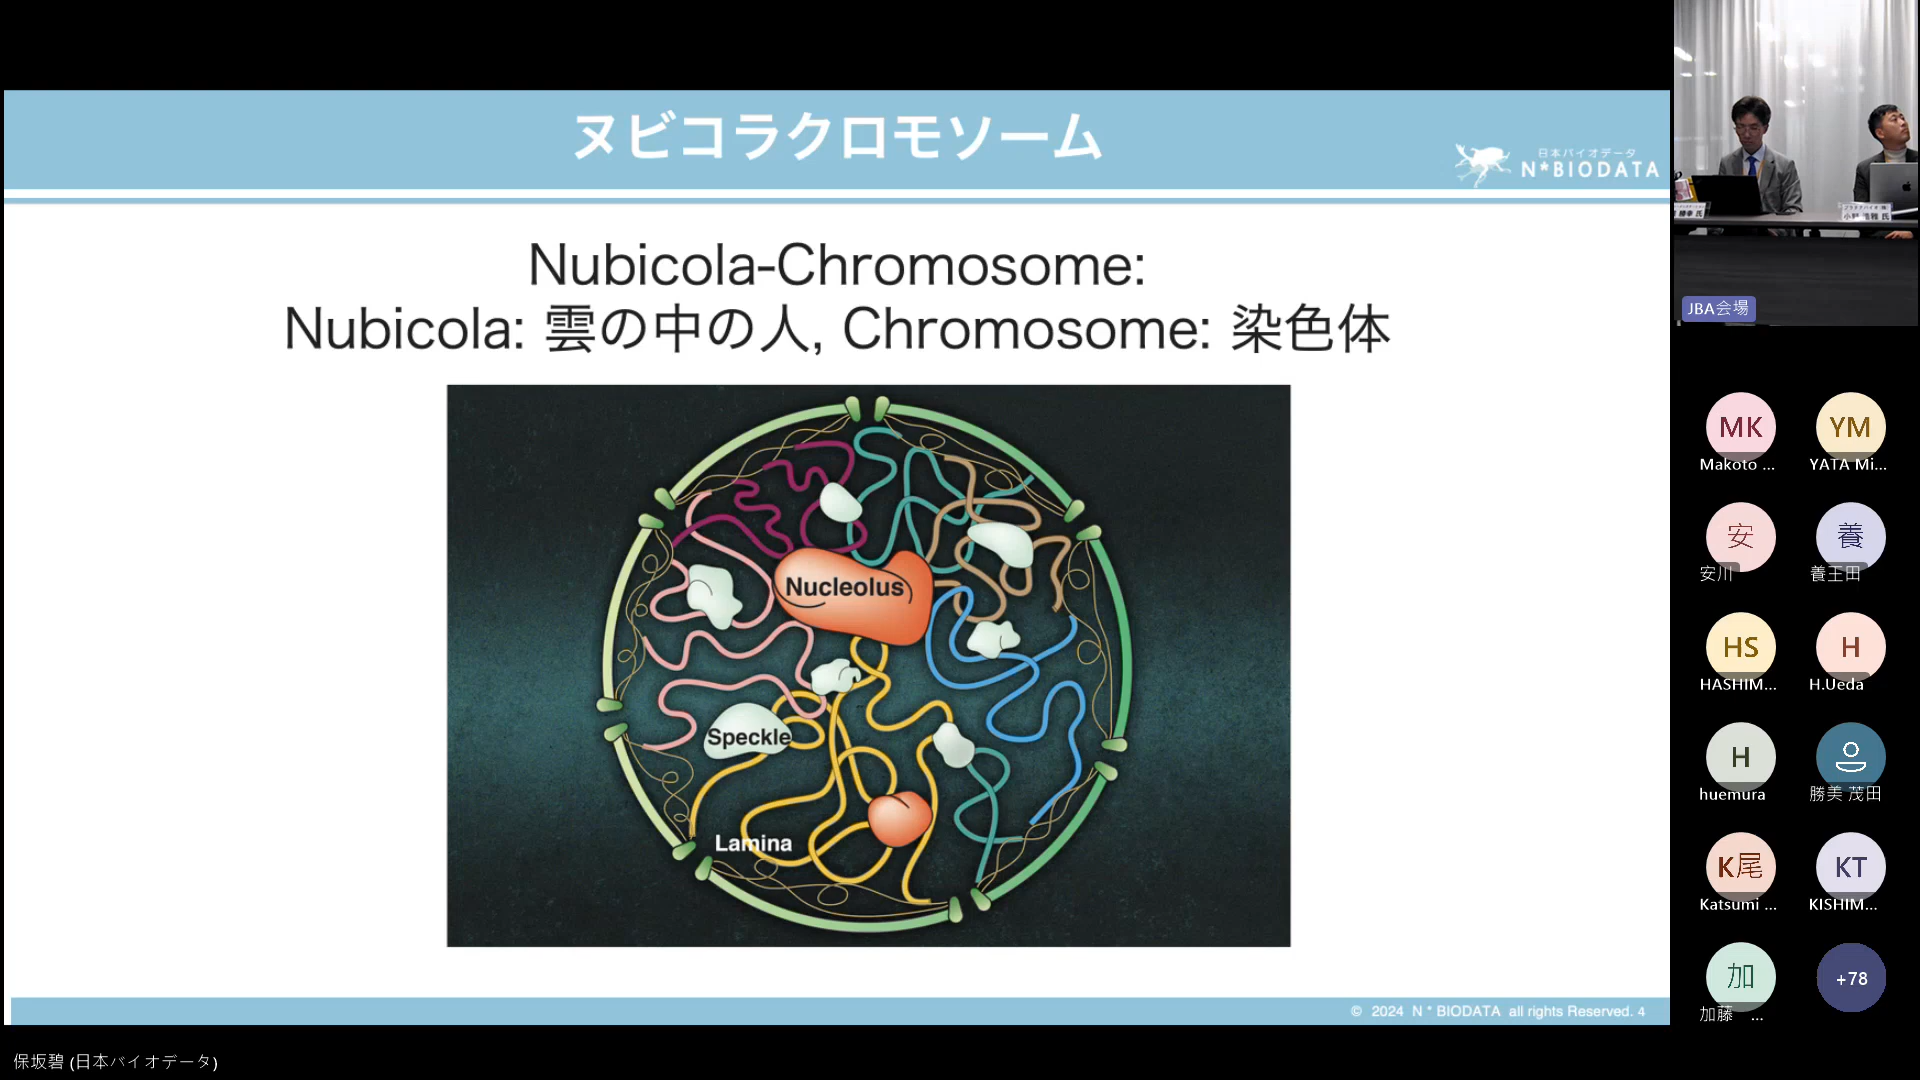 ヌビコラクロモソーム
日本バイオデータ
N*BIODATA
Nubicola-Chromosome:
Nubicola: 雲の中の人, Chromosome: 染色体
Nucleolus
Speckle
Lamina
© 2024 N * BIODATA all rights Reserved. 4
保坂碧 (日本バイオデータ)
JBA会場
MK
Makoto ...
YM
YATA Mi...
安
安川
養
養王田
HS
HASHIM...
H
H.Ueda
H
huemura
勝美 茂田
K尾
Katsumi ...
KT
KISHIM...
加
加藤 ...
+78